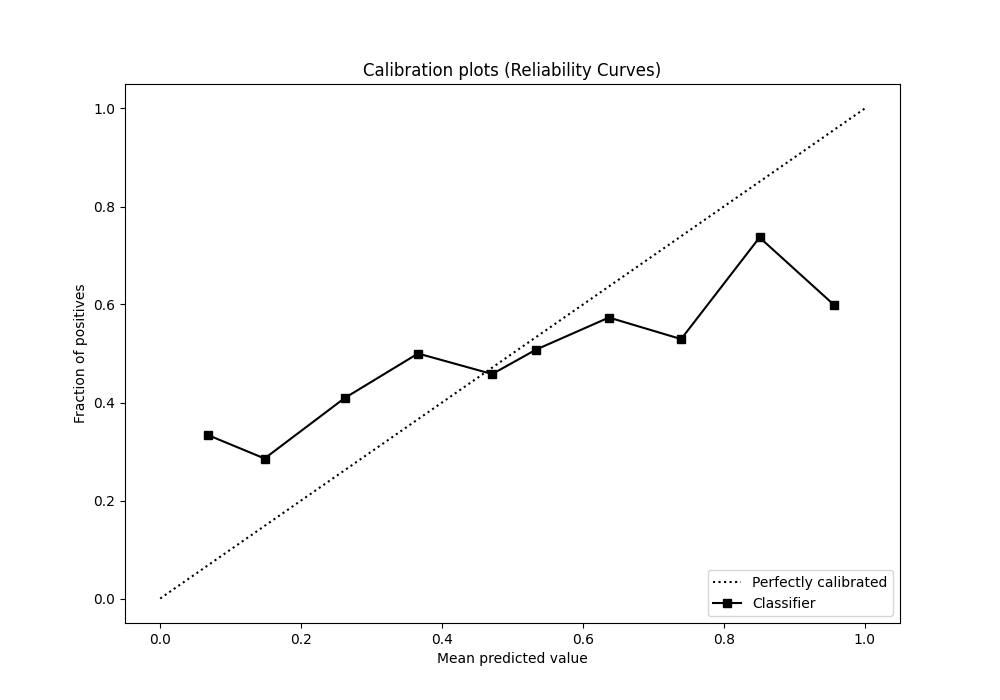 Calibration plots (Reliability Curves)
1.0
0.8
0.6
0.4
0.2
0.0
Fraction of positives
0.0 0.2 0.4 0.6 0.8 1.0
Mean predicted value
Perfectly calibrated
Classifier